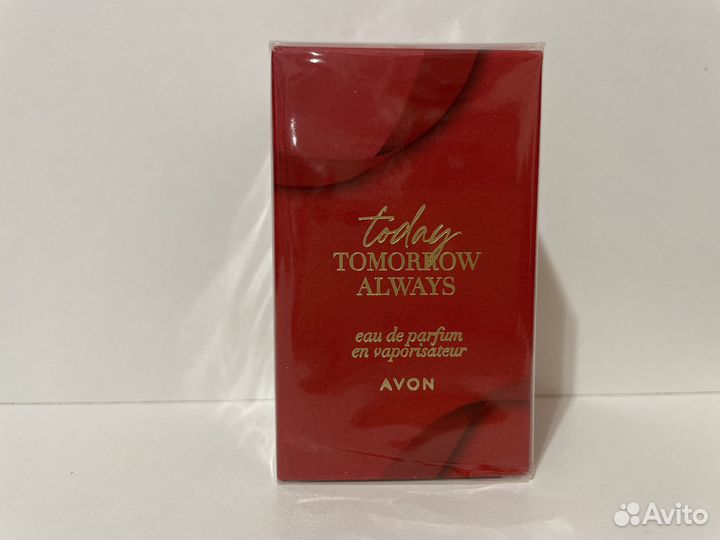 today
TOMORROW
ALWAYS
eau de parfum
en vaporisateur
AVON
Avito